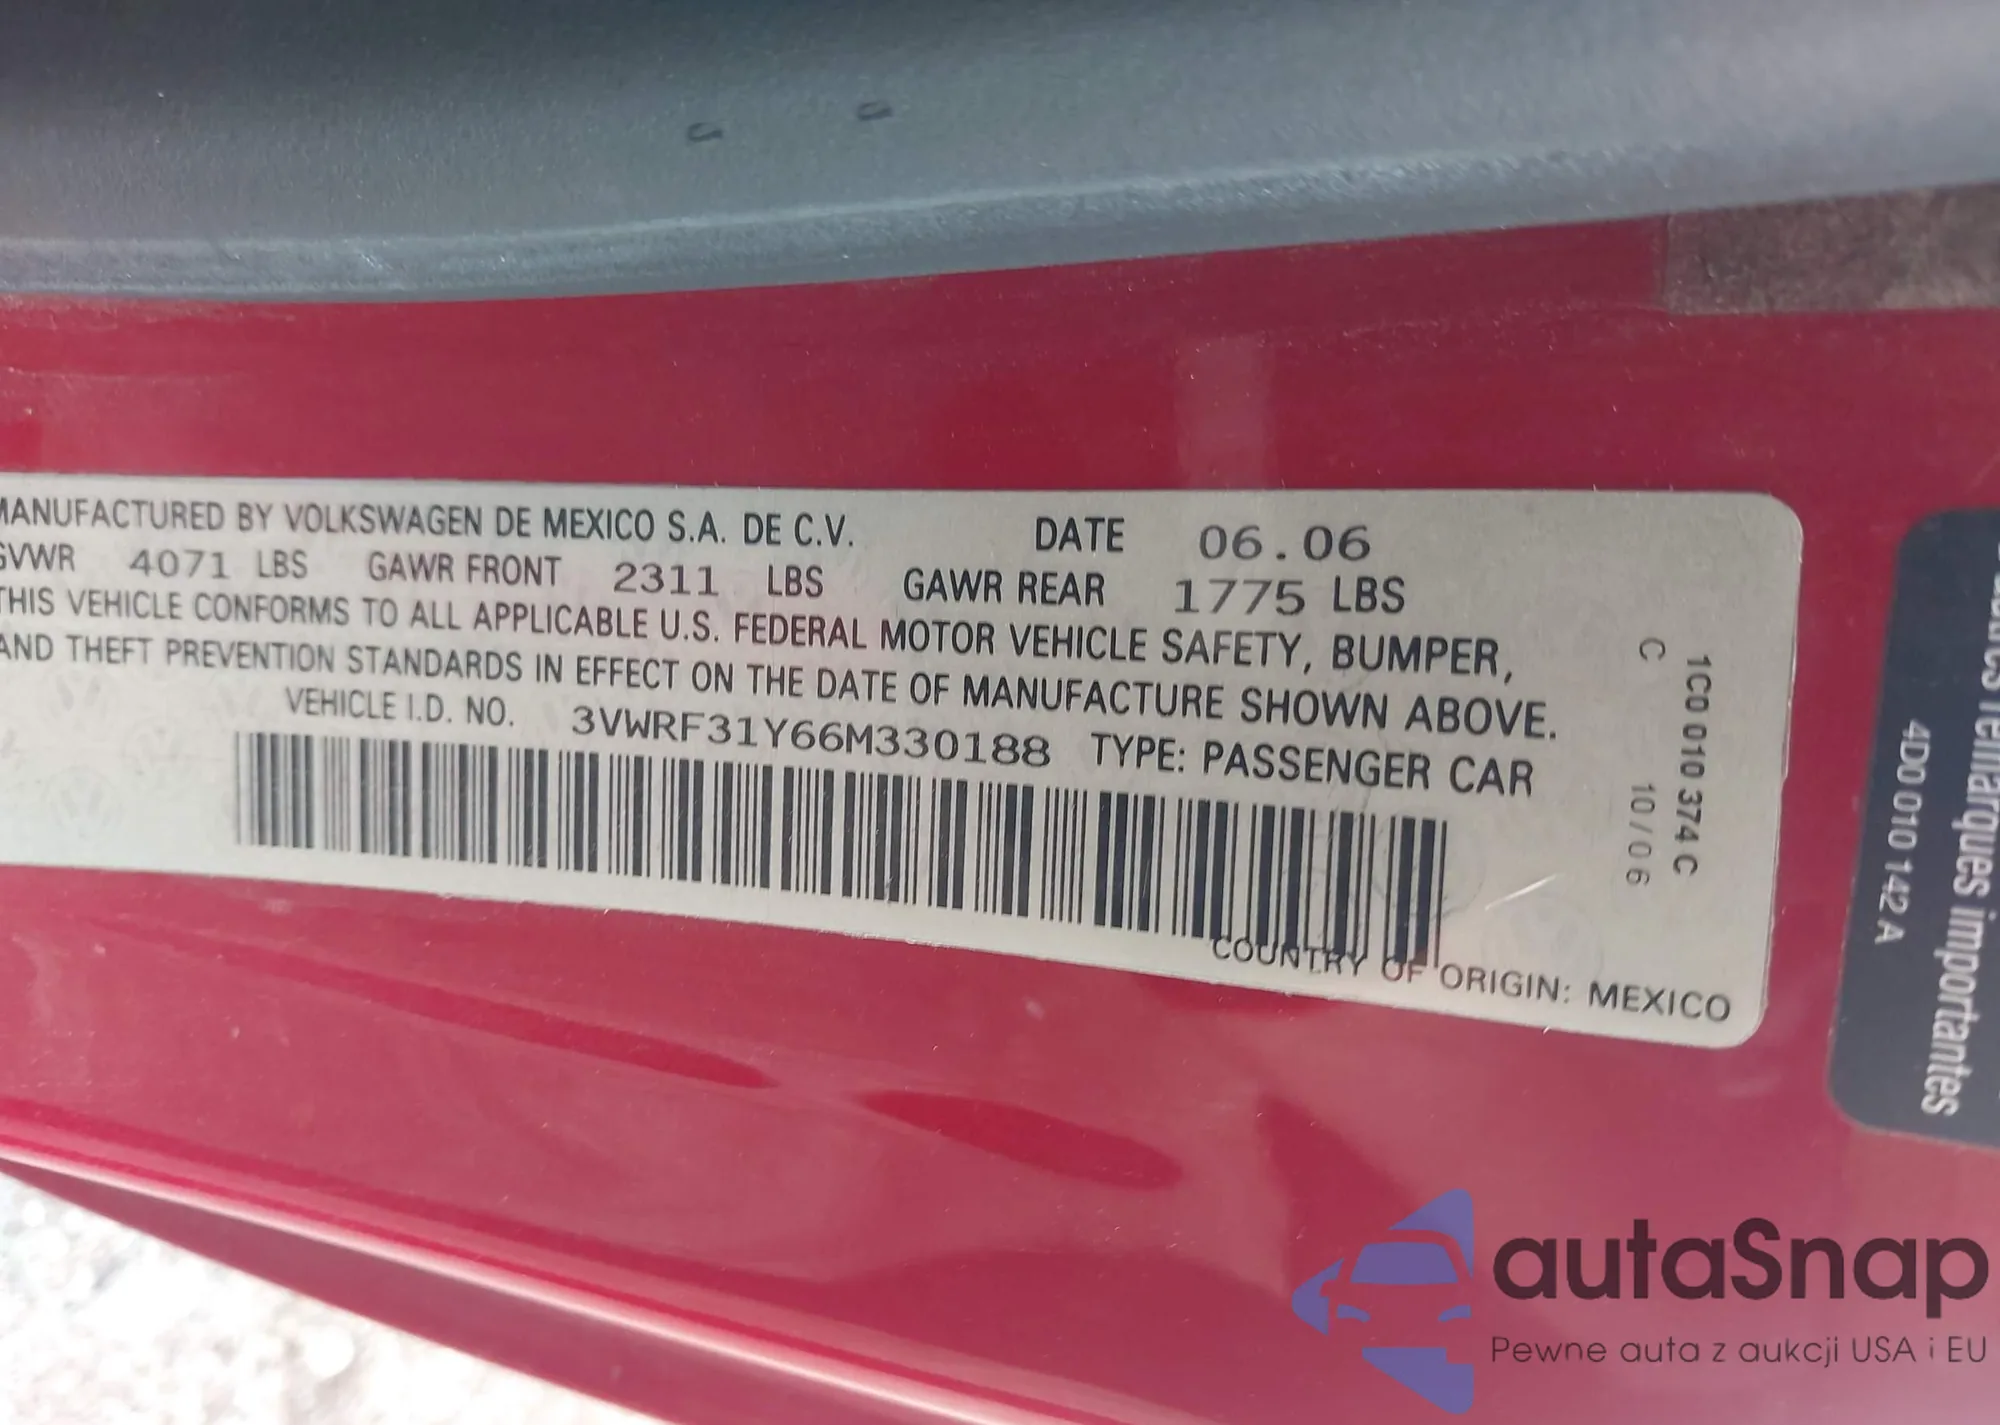 MANUFACTURED BY VOLKSWAGEN DE MEXICO S.A. DE C.V. DATE 06.06
GVWR 4071 LBS GAWR FRONT 2311 LBS GAWR REAR 1775 LBS
THIS VEHICLE CONFORMS TO ALL APPLICABLE U.S. FEDERAL MOTOR VEHICLE SAFETY, BUMPER,
AND THEFT PREVENTION STANDARDS IN EFFECT ON THE DATE OF MANUFACTURE SHOWN ABOVE.
VEHICLE I.D. NO. 3VWRF31Y66M330188 TYPE: PASSENGER CAR
COUNTRY OF ORIGIN: MEXICO
1C0 010 374 C
C 10/06
remarques importantes
4D0 010 142 A
autaSnap
Pewne auta z aukcji USA i EU